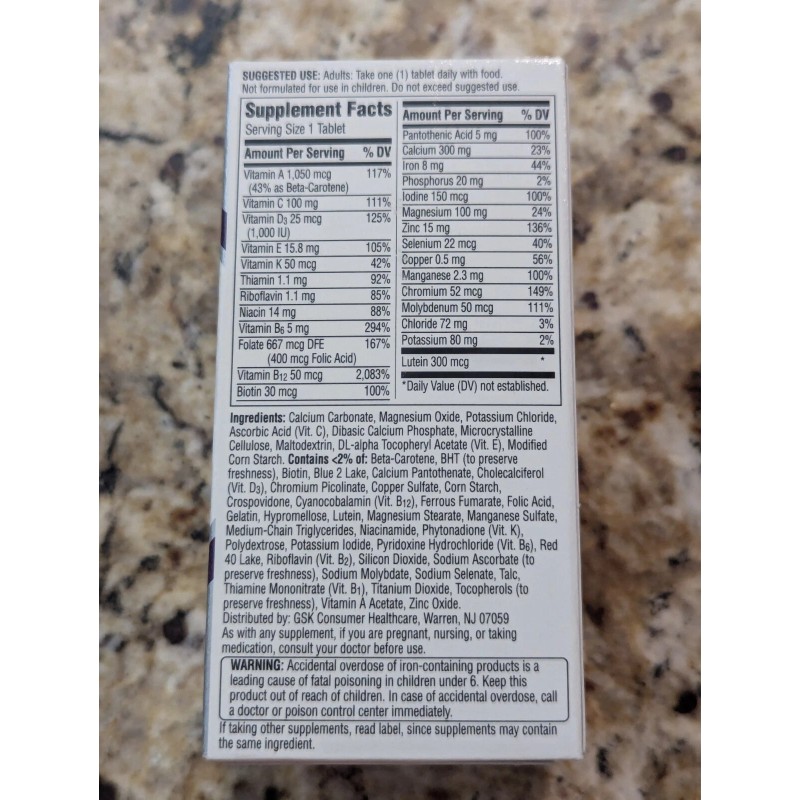 SUGGESTED USE: Adults: Take one (1) tablet daily with food.
Not formulated for use in children. Do not exceed suggested use.
Supplement Facts
Serving Size 1 Tablet
Amount Per Serving % DV
Vitamin A 1,050 mcg 117%
(43% as Beta-Carotene)
Vitamin C 100 mg 111%
Vitamin D3 25 mcg 125%
(1,000 IU)
Vitamin E 15.8 mg 105%
Vitamin K 50 mcg 42%
Thiamin 1.1 mg 92%
Riboflavin 1.1 mg 85%
Niacin 14 mg 88%
Vitamin B6 5 mg 294%
Folate 667 mcg DFE 167%
(400 mcg Folic Acid)
Vitamin B12 50 mcg 2,083%
Biotin 30 mcg 100%
Amount Per Serving % DV
Pantothenic Acid 5 mg 100%
Calcium 300 mg 23%
Iron 8 mg 44%
Phosphorus 20 mg 2%
Iodine 150 mcg 100%
Magnesium 100 mg 24%
Zinc 15 mg 136%
Selenium 22 mcg 40%
Copper 0.5 mg 56%
Manganese 2.3 mg 100%
Chromium 52 mcg 149%
Molybdenum 50 mcg 111%
Chloride 72 mg 3%
Potassium 80 mg 2%
Lutein 300 mcg *
*Daily Value (DV) not established.
Ingredients: Calcium Carbonate, Magnesium Oxide, Potassium Chloride,
Ascorbic Acid (Vit. C), Dibasic Calcium Phosphate, Microcrystalline
Cellulose, Maltodextrin, DL-alpha Tocopheryl Acetate (Vit. E), Modified
Corn Starch. Contains <2% of: Beta-Carotene, BHT (to preserve
freshness), Biotin, Blue 2 Lake, Calcium Pantothenate, Cholecalciferol
(Vit. D3), Chromium Picolinate, Copper Sulfate, Corn Starch,
Crospovidone, Cyanocobalamin (Vit. B12), Ferrous Fumarate, Folic Acid,
Gelatin, Hypromellose, Lutein, Magnesium Stearate, Manganese Sulfate,
Medium-Chain Triglycerides, Niacinamide, Phytonadione (Vit. K),
Polydextrose, Potassium Iodide, Pyridoxine Hydrochloride (Vit. B6), Red
40 Lake, Riboflavin (Vit. B2), Silicon Dioxide, Sodium Ascorbate (to
preserve freshness), Sodium Molybdate, Sodium Selenate, Talc,
Thiamine Mononitrate (Vit. B1), Titanium Dioxide, Tocopherols (to
preserve freshness), Vitamin A Acetate, Zinc Oxide.
Distributed by: GSK Consumer Healthcare, Warren, NJ 07059
As with any supplement, if you are pregnant, nursing, or taking
medication, consult your doctor before use.
WARNING: Accidental overdose of iron-containing products is a
leading cause of fatal poisoning in children under 6. Keep this
product out of reach of children. In case of accidental overdose, call
a doctor or poison control center immediately.
If taking other supplements, read label, since supplements may contain
the same ingredient.